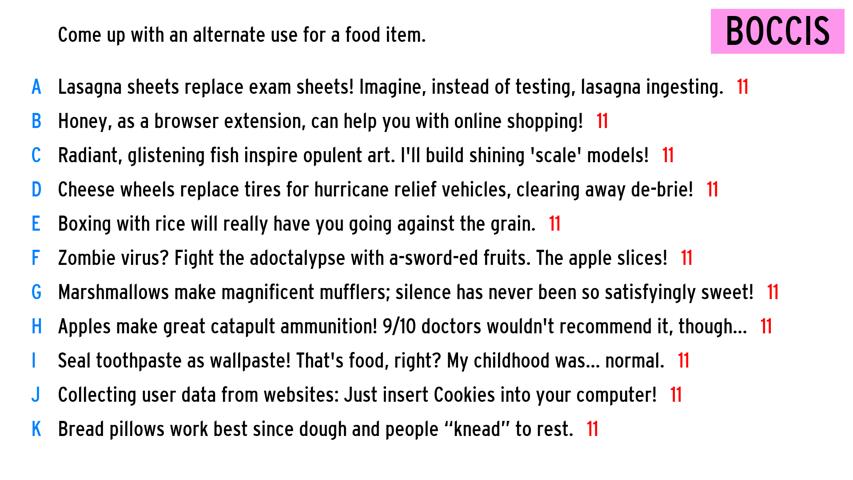 Come up with an alternate use for a food item.
BOCCIS
A Lasagna sheets replace exam sheets! Imagine, instead of testing, lasagna ingesting. 11
B Honey, as a browser extension, can help you with online shopping! 11
C Radiant, glistening fish inspire opulent art. I'll build shining 'scale' models! 11
D Cheese wheels replace tires for hurricane relief vehicles, clearing away de-brie! 11
E Boxing with rice will really have you going against the grain. 11
F Zombie virus? Fight the adoctalypse with a-sword-ed fruits. The apple slices! 11
G Marshmallows make magnificent mufflers; silence has never been so satisfyingly sweet! 11
H Apples make great catapult ammunition! 9/10 doctors wouldn't recommend it, though... 11
I Seal toothpaste as wallpaste! That's food, right? My childhood was... normal. 11
J Collecting user data from websites: Just insert Cookies into your computer! 11
K Bread pillows work best since dough and people “knead” to rest. 11